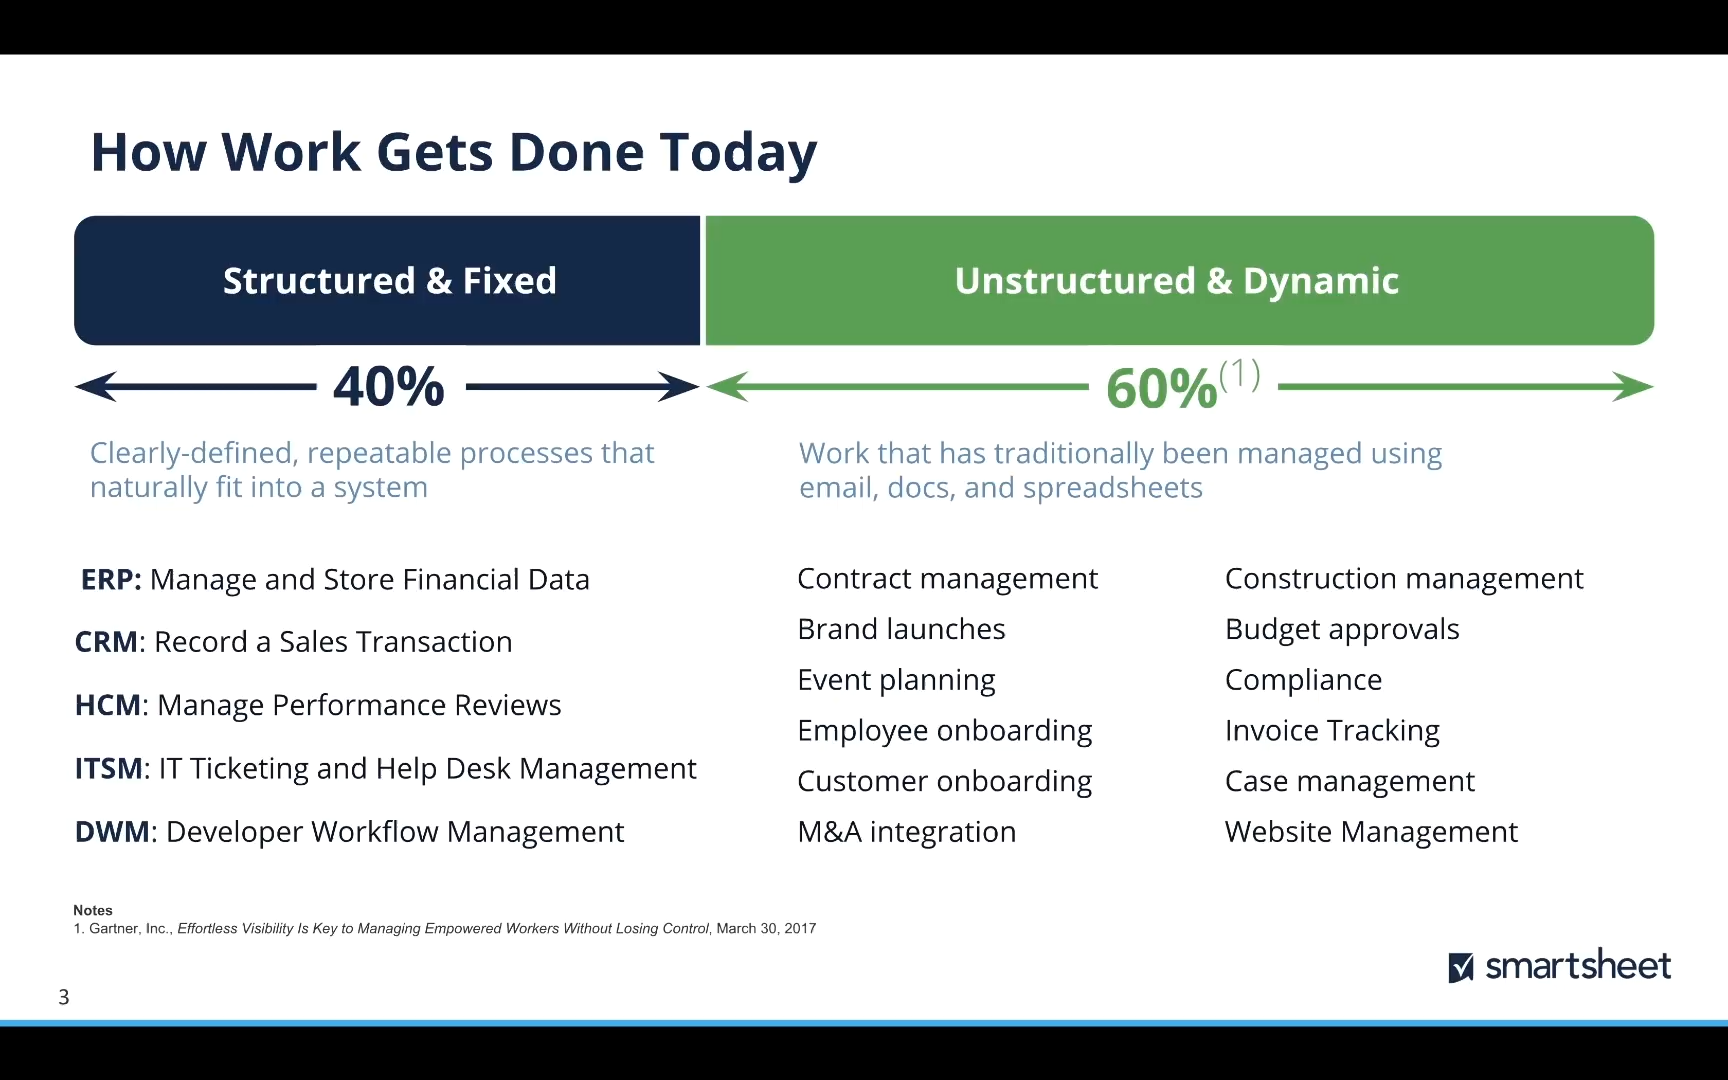 How Work Gets Done Today
Structured & Fixed
Unstructured & Dynamic
40%
60%(1)
Clearly-defined, repeatable processes that
naturally fit into a system
Work that has traditionally been managed using
email, docs, and spreadsheets
ERP: Manage and Store Financial Data
CRM: Record a Sales Transaction
HCM: Manage Performance Reviews
ITSM: IT Ticketing and Help Desk Management
DWM: Developer Workflow Management
Contract management
Brand launches
Event planning
Employee onboarding
Customer onboarding
M&A integration
Construction management
Budget approvals
Compliance
Invoice Tracking
Case management
Website Management
Notes
1. Gartner, Inc., Effortless Visibility Is Key to Managing Empowered Workers Without Losing Control, March 30, 2017
smartsheet
3